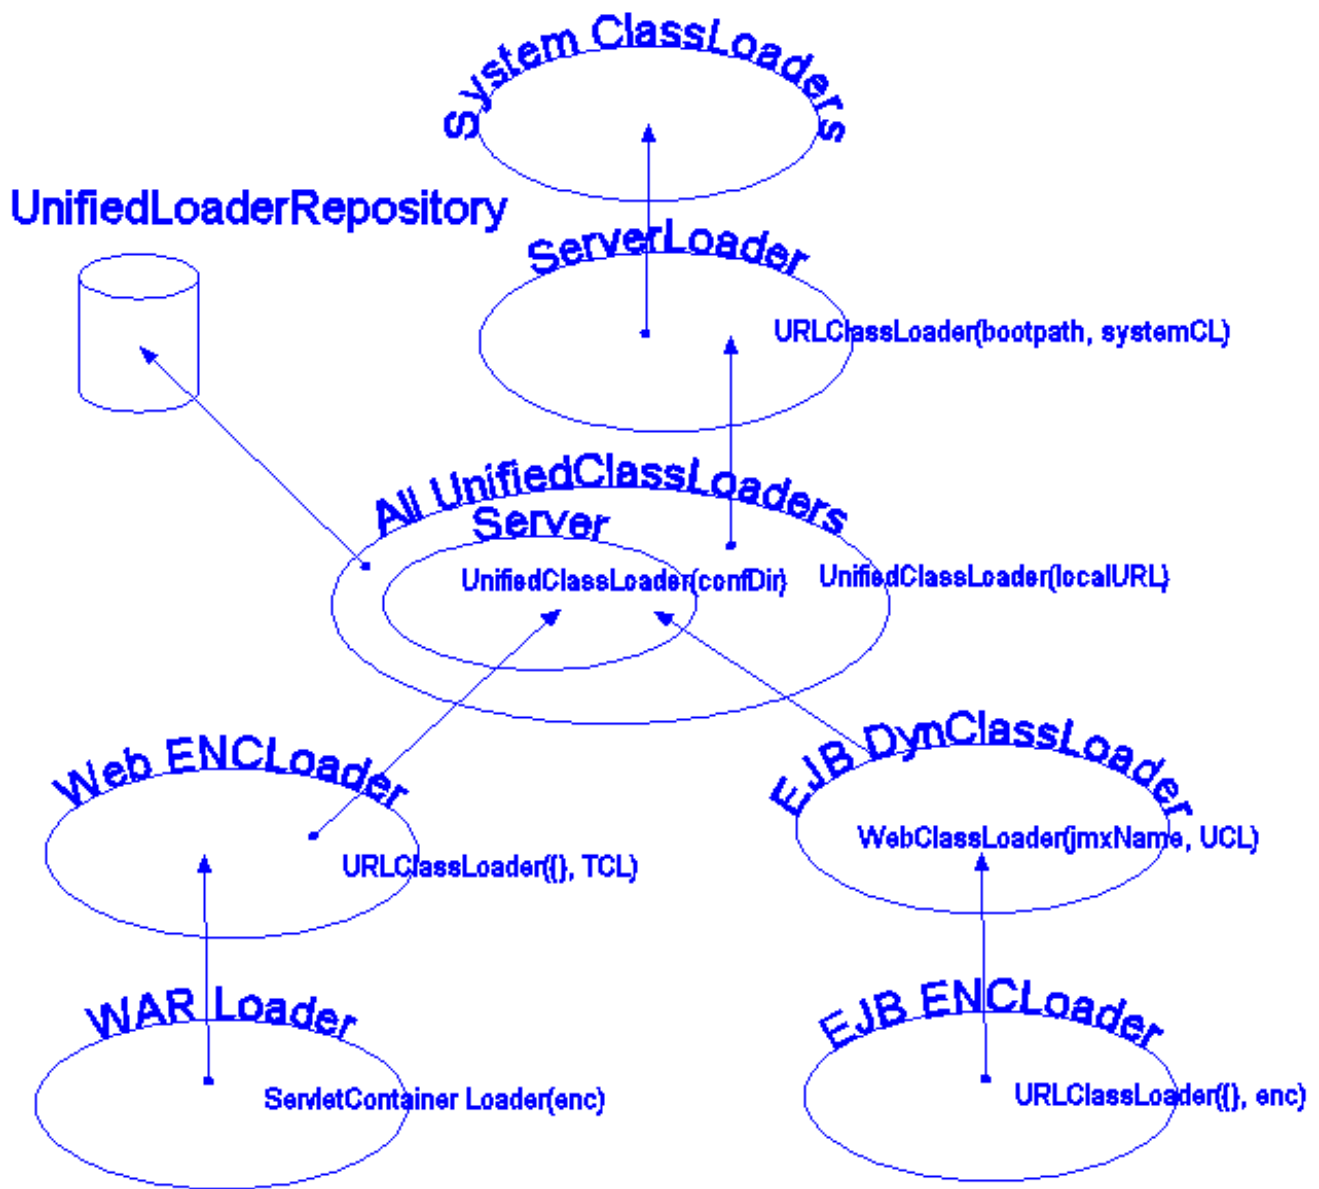 System ClassLoaders
UnifiedLoaderRepository
ServerLoader
URLClassLoader(bootpath, systemCL)
All UnifiedClassLoaders
Server
UnifiedClassLoader(confDir)
UnifiedClassLoader(localURL)
Web ENCLoader
EJB DynClassLoader
WebClassLoader(jmxName, UCL)
URLClassLoader({}, TCL)
WAR Loader
EJB ENCLoader
ServletContainer Loader(enc)
URLClassLoader({}, enc)